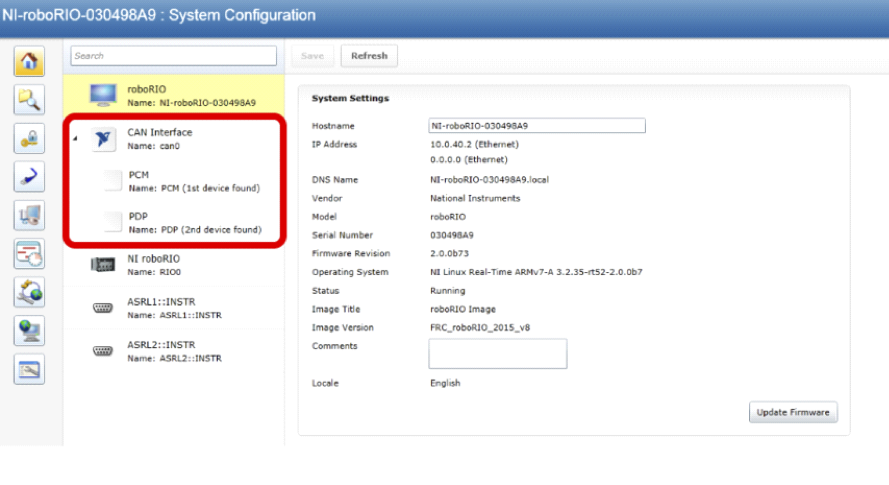 NI-roboRIO-030498A9 : System Configuration
Search
Save Refresh
roboRIO
Name: NI-roboRIO-030498A9
CAN Interface
Name: can0
PCM
Name: PCM (1st device found)
PDP
Name: PDP (2nd device found)
NI roboRIO
Name: RIO0
ASRL1::INSTR
Name: ASRL1::INSTR
ASRL2::INSTR
Name: ASRL2::INSTR
System Settings
Hostname NI-roboRIO-030498A9
IP Address 10.0.40.2 (Ethernet)
0.0.0.0 (Ethernet)
DNS Name NI-roboRIO-030498A9.local
Vendor National Instruments
Model roboRIO
Serial Number 030498A9
Firmware Revision 2.0.0b73
Operating System NI Linux Real-Time ARMv7-A 3.2.35-rt52-2.0.0b7
Status Running
Image Title roboRIO Image
Image Version FRC_roboRIO_2015_v8
Comments
Locale English
Update Firmware